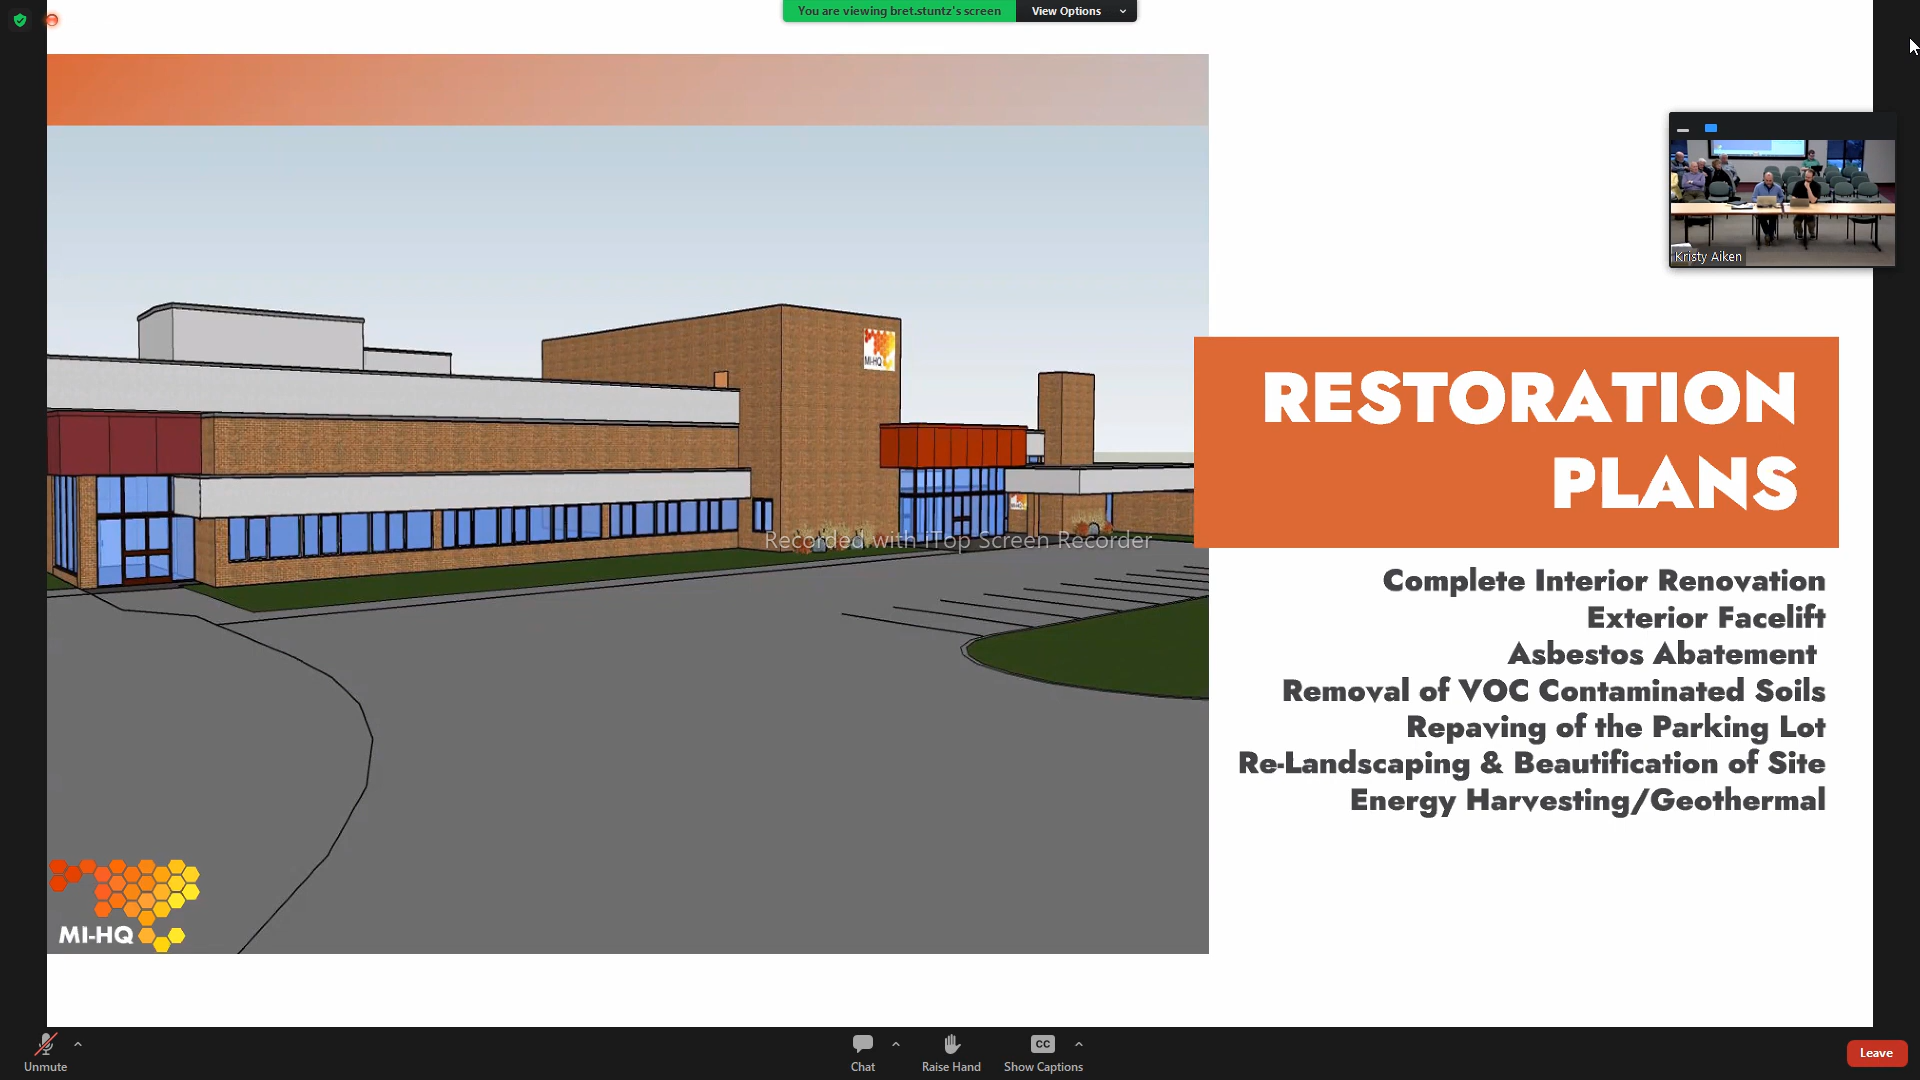 You are viewing bret.stuntz's screen
View Options
Kristy Aiken
MI-HQ
RESTORATION
PLANS
Recorded with iTop Screen Recorder
Complete Interior Renovation
Exterior Facelift
Asbestos Abatement
Removal of VOC Contaminated Soils
Repaving of the Parking Lot
Re-Landscaping & Beautification of Site
Energy Harvesting/Geothermal
MI-HQ
Unmute
Chat
Raise Hand
CC
Show Captions
Leave